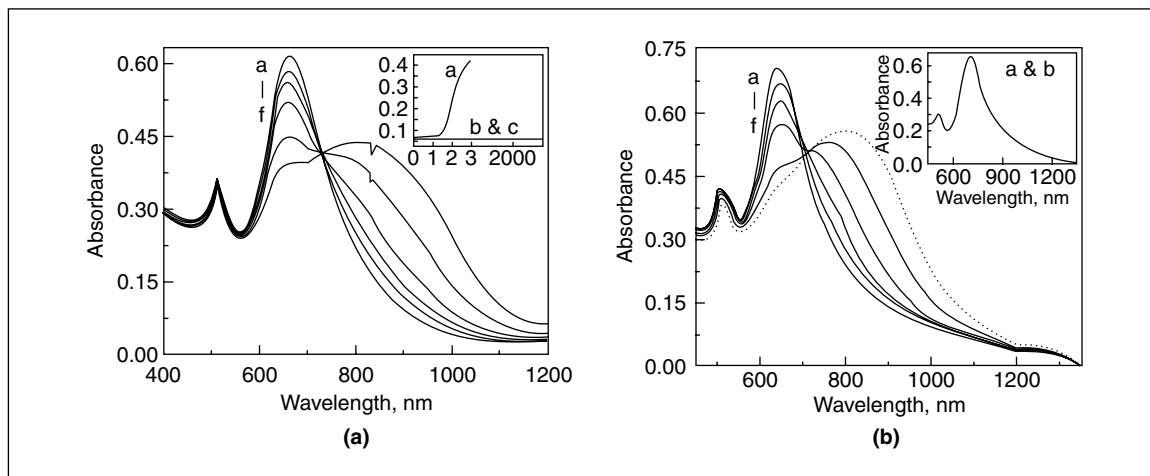 0.60
0.45
0.30
0.15
0.00
Absorbance
400 600 800 1000 1200
Wavelength, nm
(a)
a
f
0.4
0.3
0.2
0.1
a
b & c
0 1 2 3 2000
0.75
0.60
0.45
0.30
0.15
0.00
Absorbance
600 800 1000 1200
Wavelength, nm
(b)
a
f
0.6
0.4
0.2
0.0
Absorbance
a & b
600 900 1200
Wavelength, nm